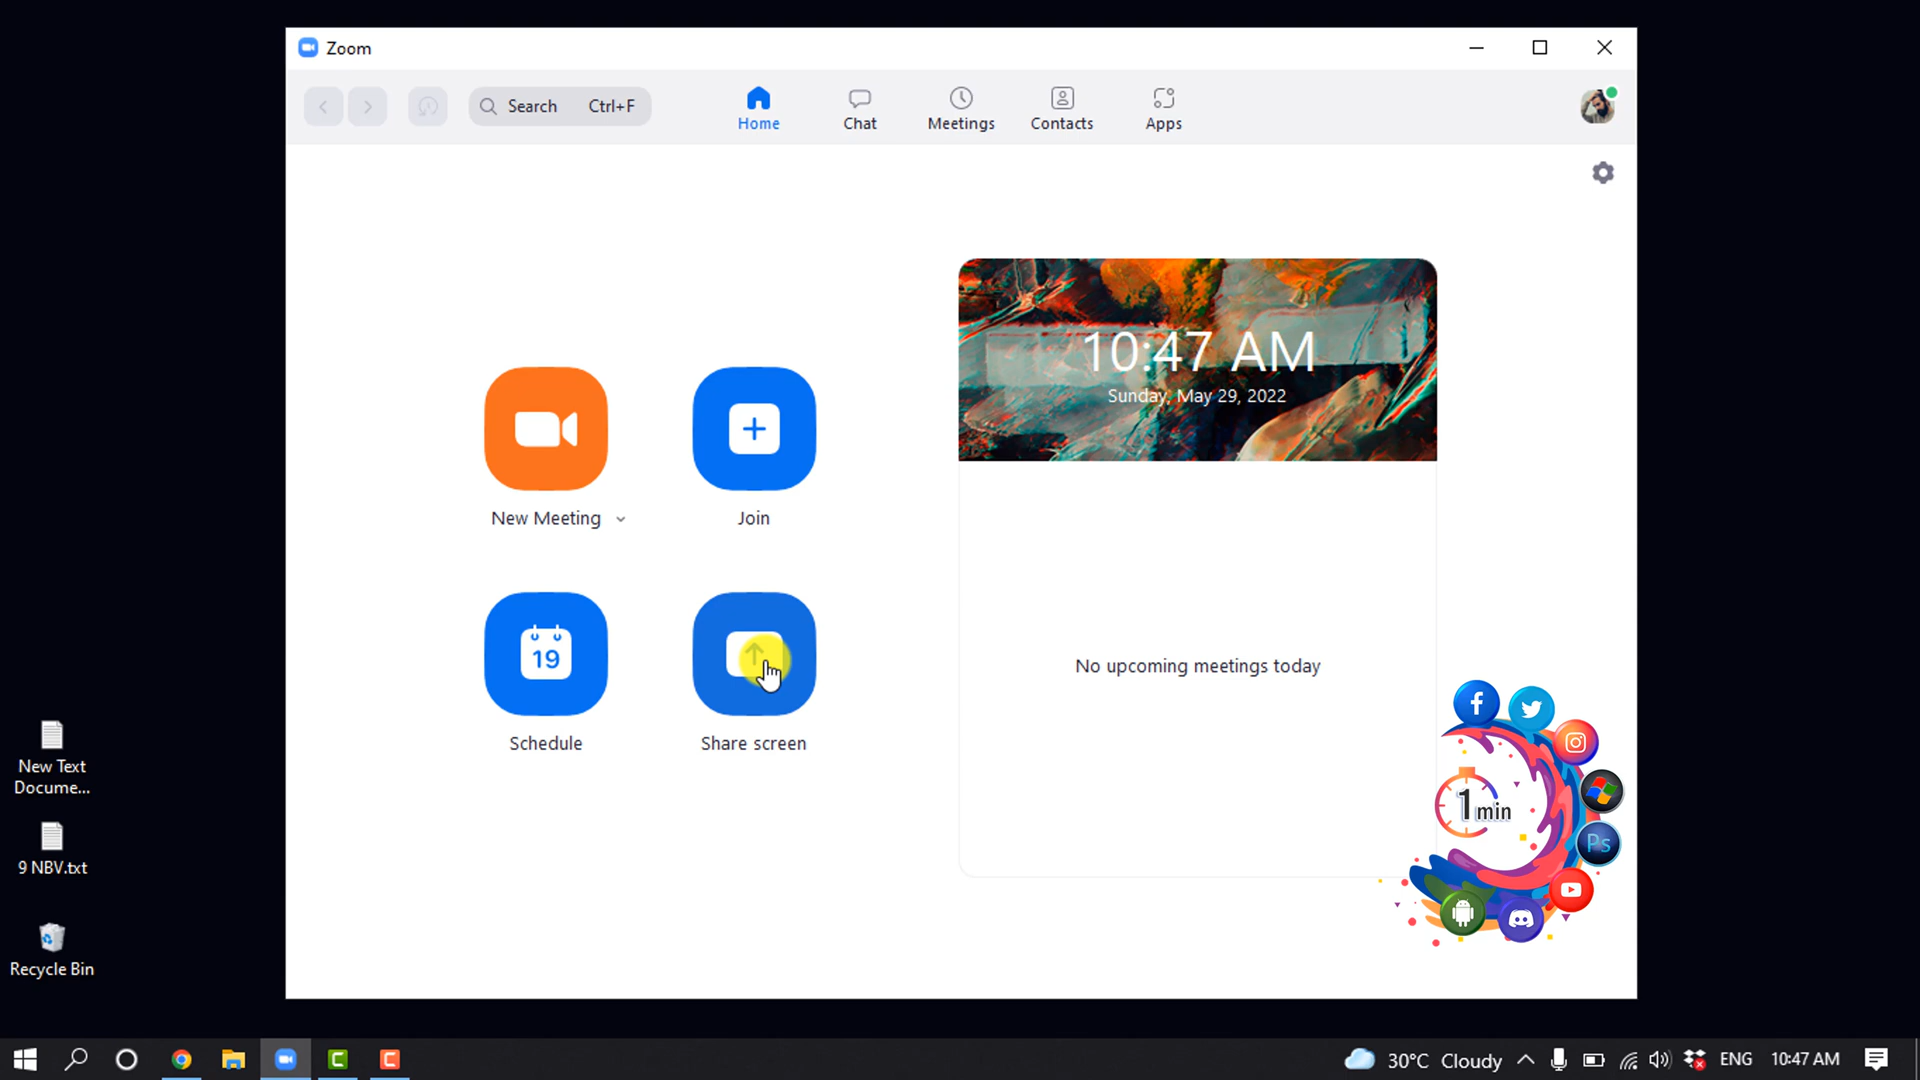 Zoom
Search Ctrl+F
Home
Chat
Meetings
Contacts
Apps
10:47 AM
Sunday, May 29, 2022
New Meeting
Join
19
Schedule
Share screen
No upcoming meetings today
1 min
Ps
New Text
Docume...
9 NBV.txt
Recycle Bin
30°C Cloudy
ENG
10:47 AM